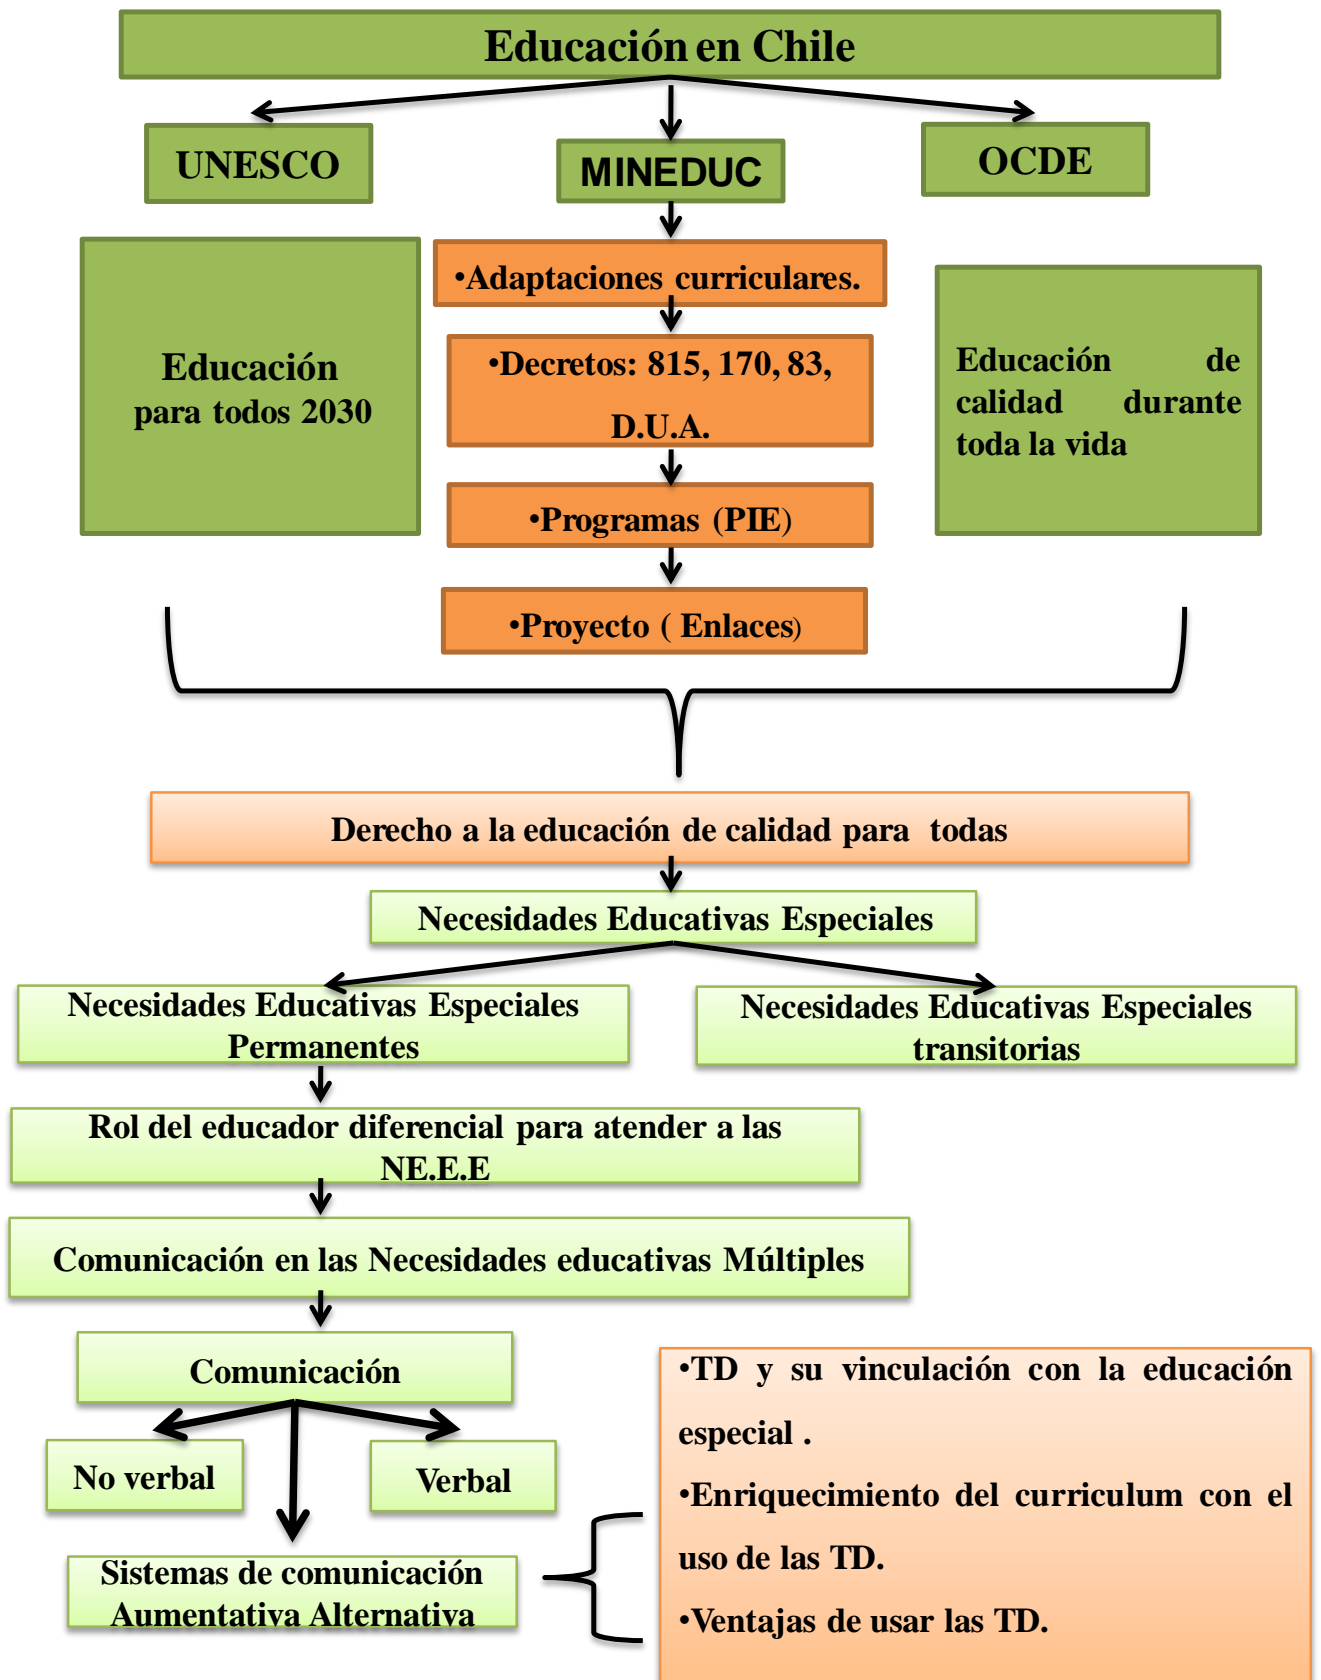 Educación en Chile
UNESCO
MINEDUC
OCDE
Educación
para todos 2030
•Adaptaciones curriculares.
•Decretos: 815, 170, 83,
D.U.A.
•Programas (PIE)
•Proyecto ( Enlaces)
Educación de
calidad durante
toda la vida
Derecho a la educación de calidad para todas
Necesidades Educativas Especiales
Necesidades Educativas Especiales
Permanentes
Necesidades Educativas Especiales
transitorias
Rol del educador diferencial para atender a las
NE.E.E
Comunicación en las Necesidades educativas Múltiples
Comunicación
No verbal
Verbal
Sistemas de comunicación
Aumentativa Alternativa
•TD y su vinculación con la educación
especial .
•Enriquecimiento del curriculum con el
uso de las TD.
•Ventajas de usar las TD.